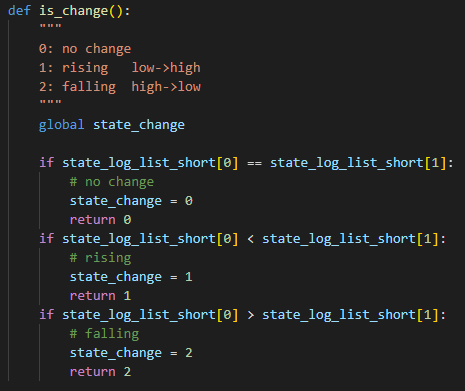 def is_change():
    """
    0: no change
    1: rising   low->high
    2: falling  high->low
    """
    global state_change

    if state_log_list_short[0] == state_log_list_short[1]:
        # no change
        state_change = 0
        return 0
    if state_log_list_short[0] < state_log_list_short[1]:
        # rising
        state_change = 1
        return 1
    if state_log_list_short[0] > state_log_list_short[1]:
        # falling
        state_change = 2
        return 2